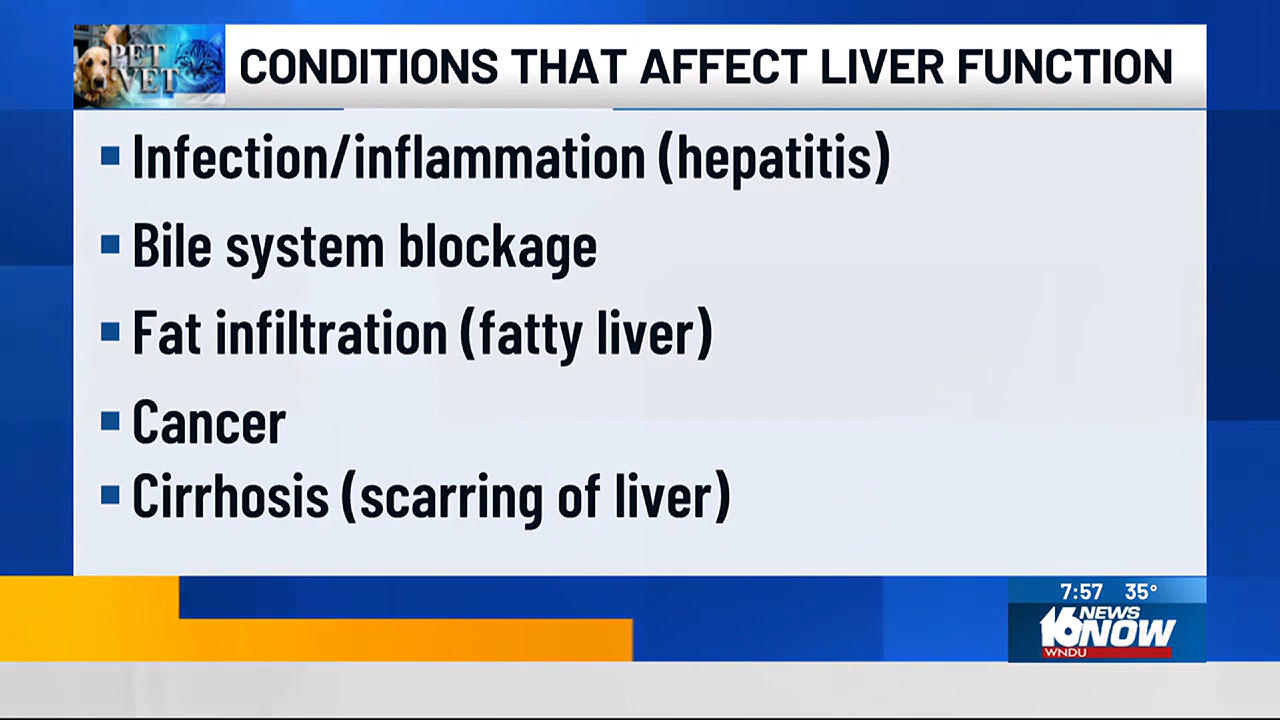 PET
VET
CONDITIONS THAT AFFECT LIVER FUNCTION
Infection/inflammation (hepatitis)
Bile system blockage
Fat infiltration (fatty liver)
Cancer
Cirrhosis (scarring of liver)
7:57 35°
16 NEWS NOW
WNDU